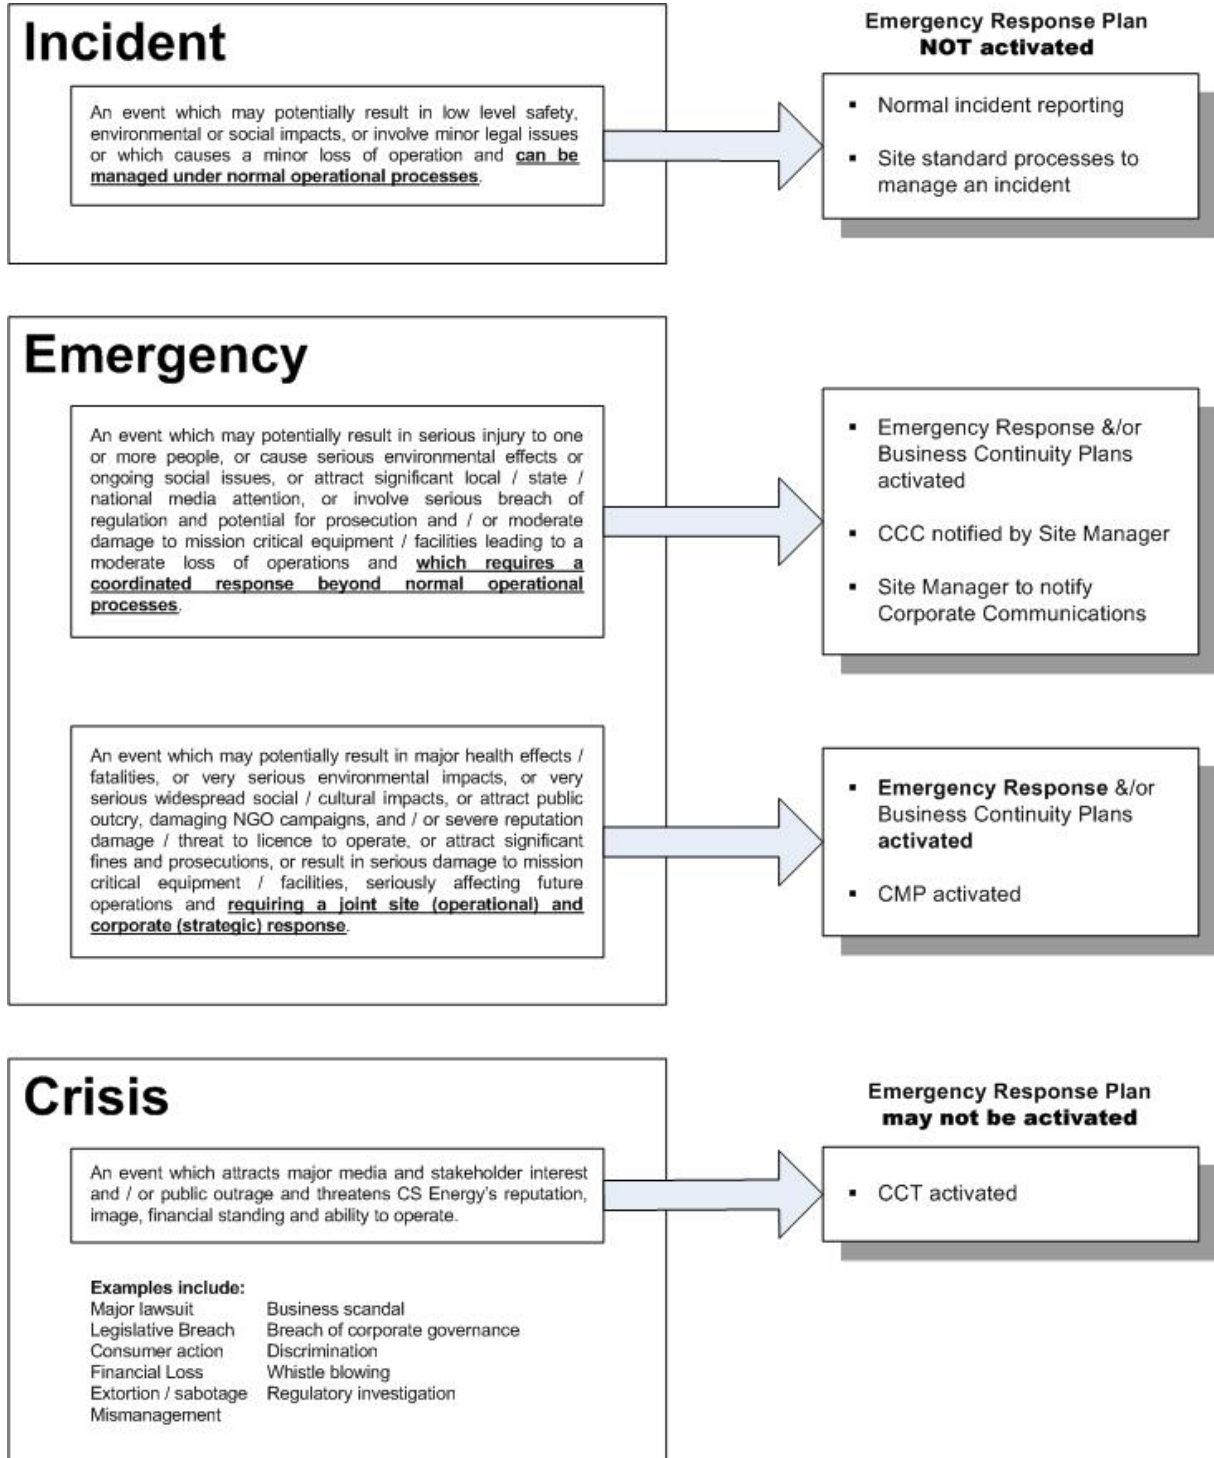 Incident
An event which may potentially result in low level safety,
environmental or social impacts, or involve minor legal issues
or which causes a minor loss of operation and can be
managed under normal operational processes.
Emergency Response Plan
NOT activated
▪ Normal incident reporting
▪ Site standard processes to
manage an incident
Emergency
An event which may potentially result in serious injury to one
or more people, or cause serious environmental effects or
ongoing social issues, or attract significant local / state /
national media attention, or involve serious breach of
regulation and potential for prosecution and / or moderate
damage to mission critical equipment / facilities leading to a
moderate loss of operations and which requires a
coordinated response beyond normal operational
processes.
▪ Emergency Response &/or
Business Continuity Plans
activated
▪ CCC notified by Site Manager
▪ Site Manager to notify
Corporate Communications
An event which may potentially result in major health effects /
fatalities, or very serious environmental impacts, or very
serious widespread social / cultural impacts, or attract public
outcry, damaging NGO campaigns, and / or severe reputation
damage / threat to licence to operate, or attract significant
fines and prosecutions, or result in serious damage to mission
critical equipment / facilities, seriously affecting future
operations and requiring a joint site (operational) and
corporate (strategic) response.
▪ Emergency Response &/or
Business Continuity Plans
activated
▪ CMP activated
Crisis
An event which attracts major media and stakeholder interest
and / or public outrage and threatens CS Energy's reputation,
image, financial standing and ability to operate.
Emergency Response Plan
may not be activated
▪ CCT activated
Examples include:
Major lawsuit Business scandal
Legislative Breach Breach of corporate governance
Consumer action Discrimination
Financial Loss Whistle blowing
Extortion / sabotage Regulatory investigation
Mismanagement